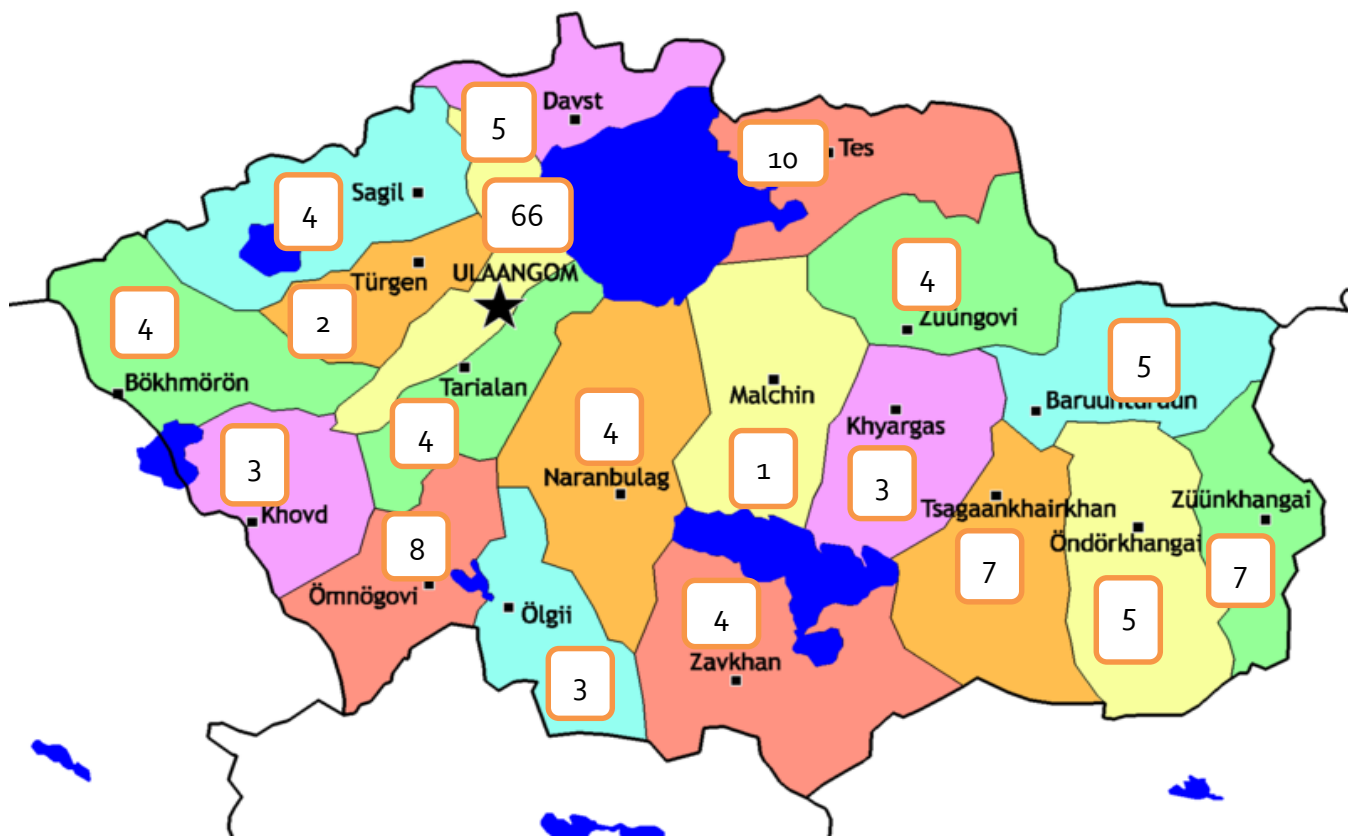 Davst
5
Tes
10
Sagil
4
66
Türgen
ULAANGOM
4
2
4
Züüngovi
5
Bökhmörön
Tarialan
Malchin
Baruunturuun
Khyargas
4
4
3
1
3
Naranbulag
Khovd
Tsagaankhairkhan
Züünkhangai
Öndörkhangai
8
7
7
Ömnögovi
Ölgii
4
5
Zavkhan
3